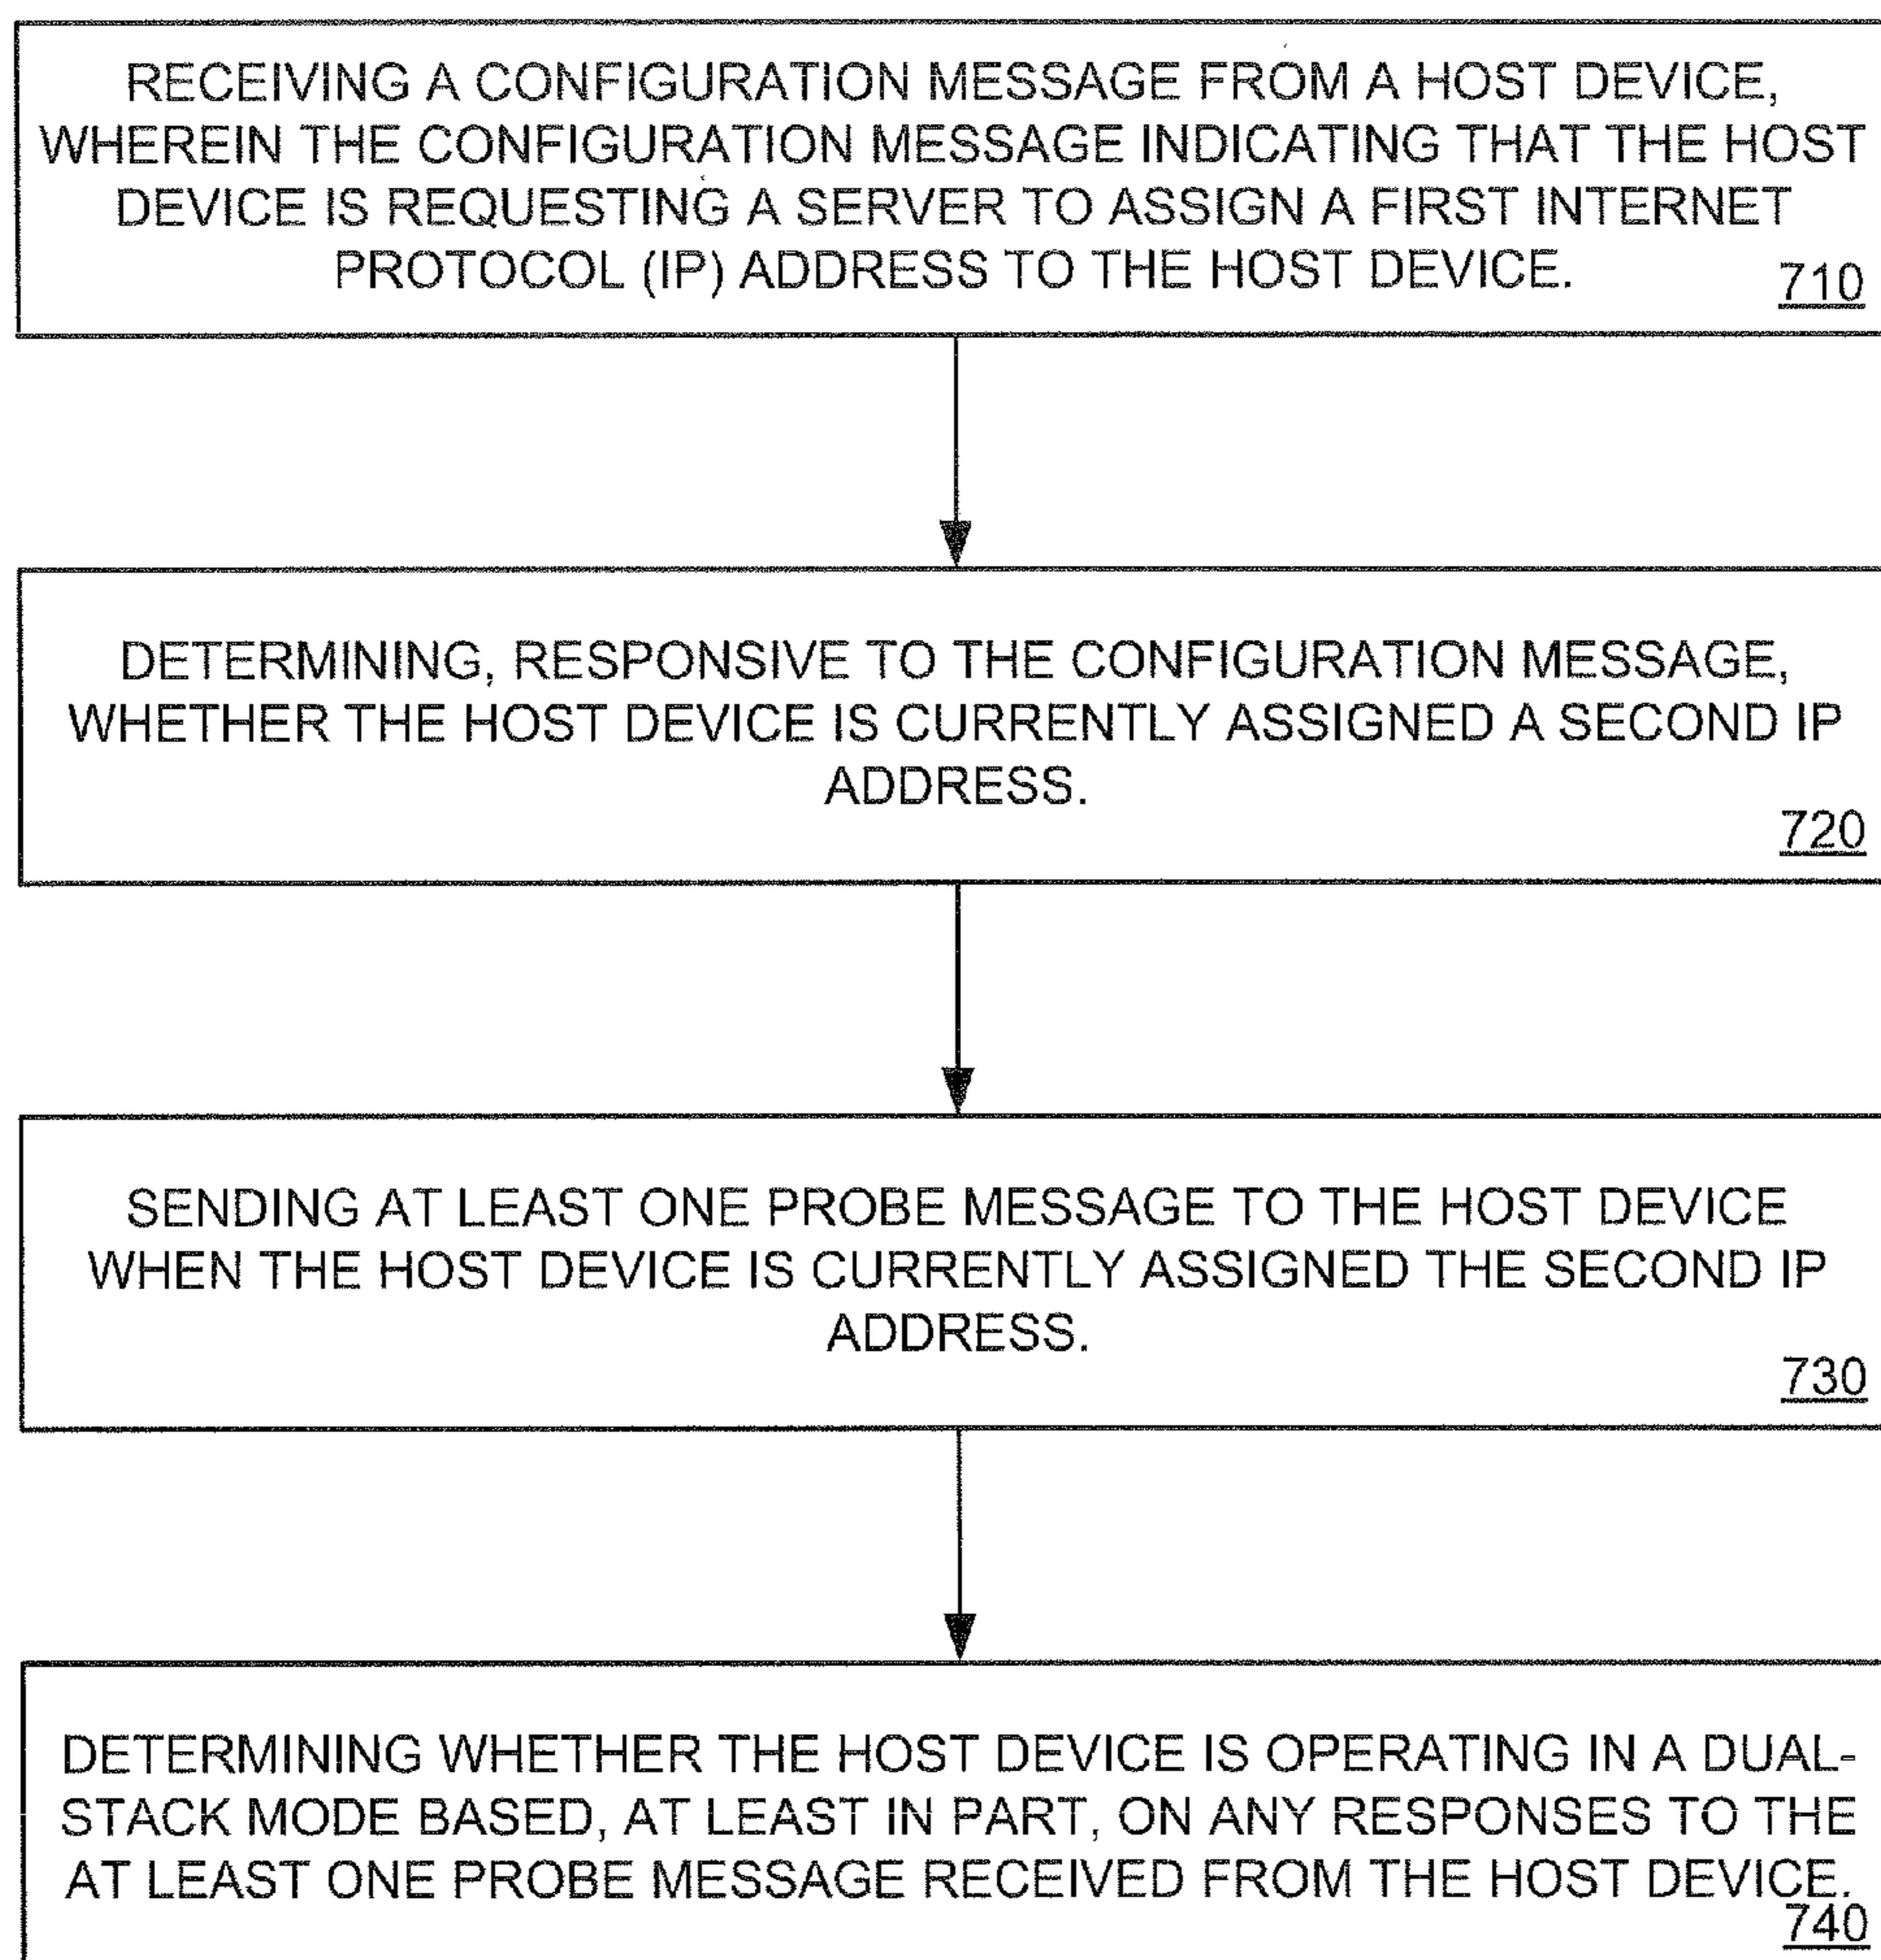 RECEIVING A CONFIGURATION MESSAGE FROM A HOST DEVICE,
WHEREIN THE CONFIGURATION MESSAGE INDICATING THAT THE HOST
DEVICE IS REQUESTING A SERVER TO ASSIGN A FIRST INTERNET
PROTOCOL (IP) ADDRESS TO THE HOST DEVICE.
710
DETERMINING, RESPONSIVE TO THE CONFIGURATION MESSAGE,
WHETHER THE HOST DEVICE IS CURRENTLY ASSIGNED A SECOND IP
ADDRESS.
720
SENDING AT LEAST ONE PROBE MESSAGE TO THE HOST DEVICE
WHEN THE HOST DEVICE IS CURRENTLY ASSIGNED THE SECOND IP
ADDRESS.
730
DETERMINING WHETHER THE HOST DEVICE IS OPERATING IN A DUAL-
STACK MODE BASED, AT LEAST IN PART, ON ANY RESPONSES TO THE
AT LEAST ONE PROBE MESSAGE RECEIVED FROM THE HOST DEVICE.
740